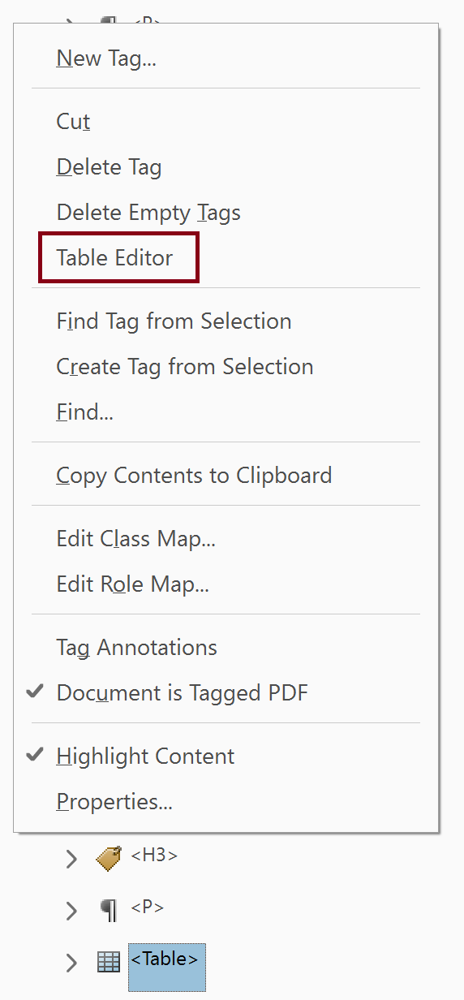 New Tag...
Cut
Delete Tag
Delete Empty Tags
Table Editor
Find Tag from Selection
Create Tag from Selection
Find...
Copy Contents to Clipboard
Edit Class Map...
Edit Role Map...
Tag Annotations
Document is Tagged PDF
Highlight Content
Properties...
<H3>
<P>
<Table>